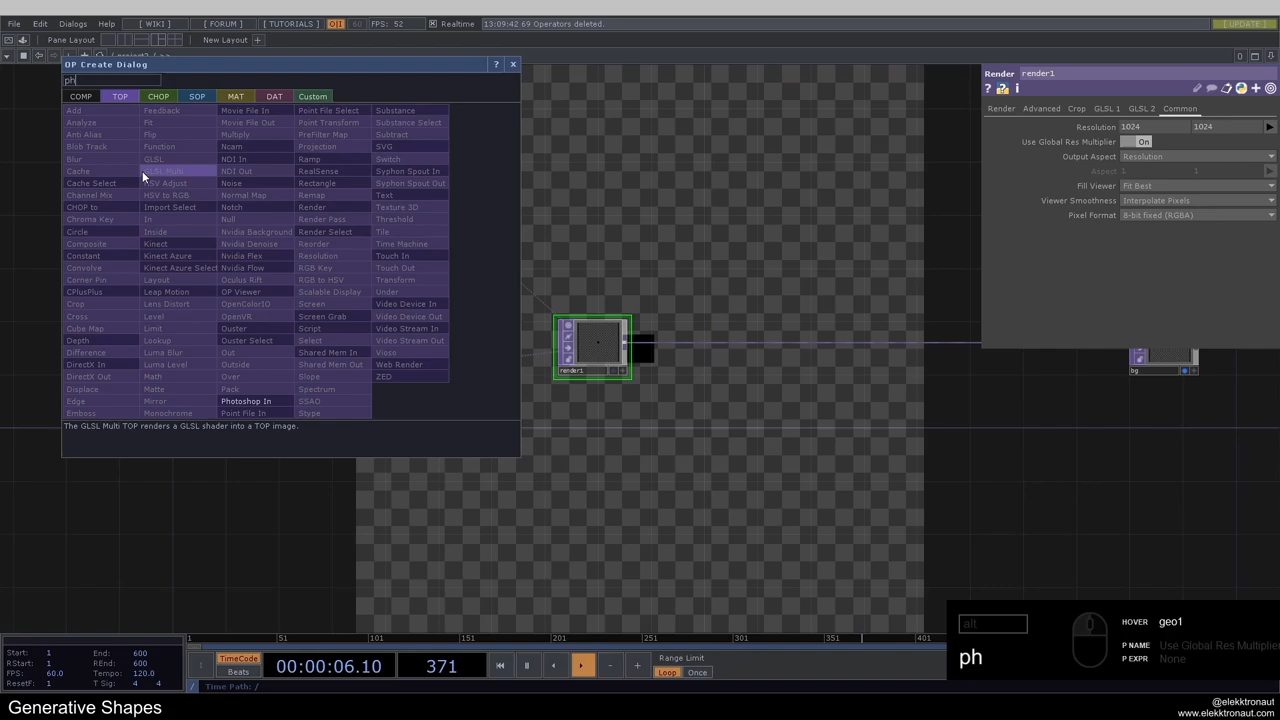 File Edit Dialogs Help [ WIKI ] [ FORUM ] [ TUTORIALS ] O|I 60 FPS: 52 Realtime 13:09:42 69 Operators deleted. [ UPDATE ]
Pane Layout New Layout +
/ project2 / >>
OP Create Dialog ? x
ph
COMP TOP CHOP SOP MAT DAT Custom
Add Feedback Movie File In Point File Select Substance
Analyze Fit Movie File Out Point Transform Substance Select
Anti Alias Flip Multiply PreFilter Map Subtract
Blob Track Function Ncam Projection SVG
Blur GLSL NDI In Ramp Switch
Cache GLSL Multi NDI Out RealSense Syphon Spout In
Cache Select HSV Adjust Noise Rectangle Syphon Spout Out
Channel Mix HSV to RGB Normal Map Remap Text
CHOP to Import Select Notch Render Texture 3D
Chroma Key In Null Render Pass Threshold
Circle Inside Nvidia Background Render Select Tile
Composite Kinect Nvidia Denoise Reorder Time Machine
Constant Kinect Azure Nvidia Flex Resolution Touch In
Convolve Kinect Azure Select Nvidia Flow RGB Key Touch Out
Corner Pin Layout Oculus Rift RGB to HSV Transform
CPlusPlus Leap Motion OP Viewer Scalable Display Under
Crop Lens Distort OpenColorIO Screen Video Device In
Cross Level OpenVR Screen Grab Video Device Out
Cube Map Limit Ouster Script Video Stream In
Depth Lookup Ouster Select Select Video Stream Out
Difference Luma Blur Out Shared Mem In Vioso
DirectX In Luma Level Outside Shared Mem Out Web Render
DirectX Out Math Over Slope ZED
Displace Matte Pack Spectrum
Edge Mirror Photoshop In SSAO
Emboss Monochrome Point File In Stype
The GLSL Multi TOP renders a GLSL shader into a TOP image.
Render render1
Render Advanced Crop GLSL 1 GLSL 2 Common
Resolution 1024 1024
Use Global Res Multiplier On
Output Aspect Resolution
Aspect 1 1
Fill Viewer Fit Best
Viewer Smoothness Interpolate Pixels
Pixel Format 8-bit fixed (RGBA)
render1
bg
1 51 101 151 201 251 301 351 401
Start: 1 End: 600
RStart: 1 REnd: 600
FPS: 60.0 Tempo: 120.0
ResetF: 1 T Sig: 4 4
TimeCode
Beats
00:00:06.10 371
Range Limit
Loop Once
/ Time Path: /
alt
ph
HOVER geo1
P NAME Use Global Res Multiplier
P EXPR None
Generative Shapes
@elekktronaut
www.elekktronaut.com